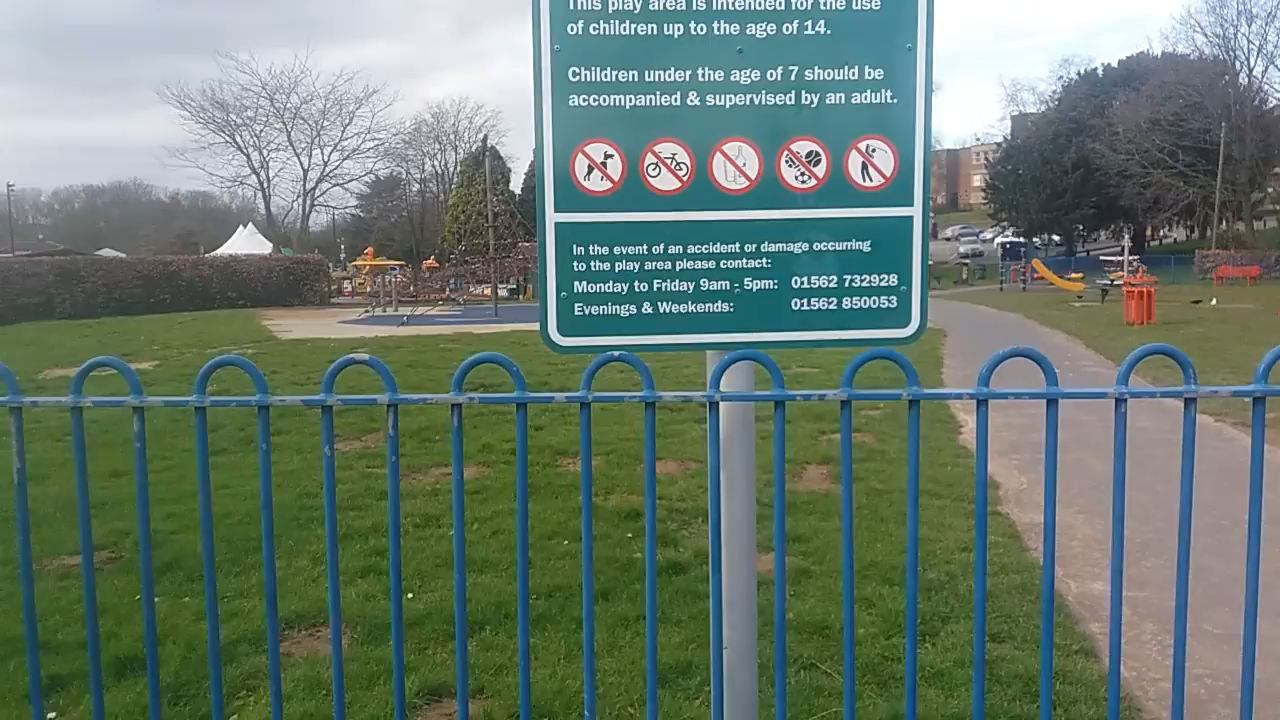 This play area is intended for the use
of children up to the age of 14.
Children under the age of 7 should be
accompanied & supervised by an adult.
In the event of an accident or damage occurring
to the play area please contact:
Monday to Friday 9am - 5pm: 01562 732928
Evenings & Weekends: 01562 850053